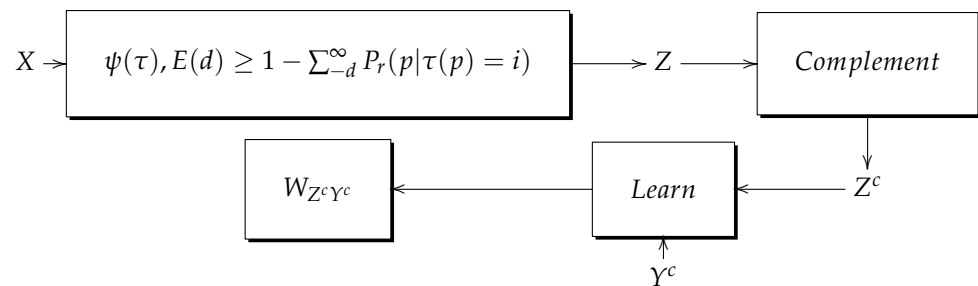 X ψ(τ), E(d) ≥ 1 − ∑_{−d}^{∞} P_r(p|τ(p) = i) Z Complement
W_{Z^cY^c} Learn Z^c
Y^c